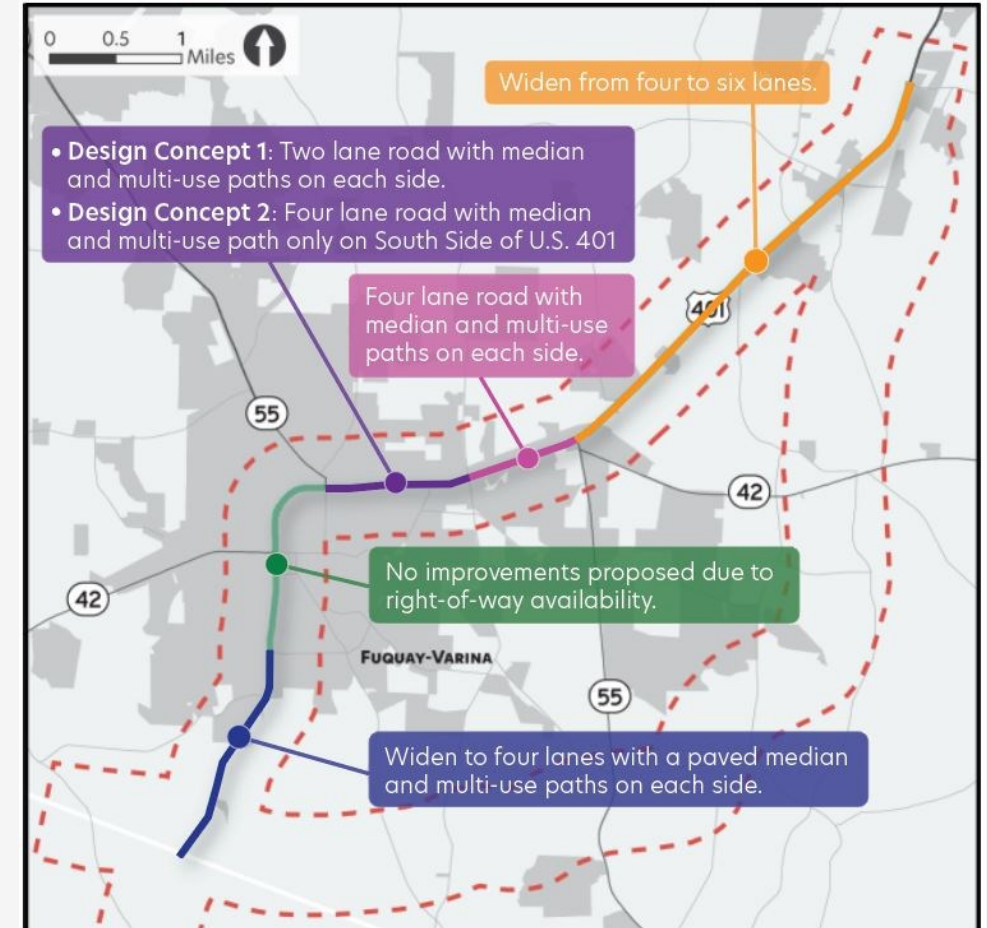 0 0.5 1
Miles
Widen from four to six lanes.
• Design Concept 1: Two lane road with median
and multi-use paths on each side.
• Design Concept 2: Four lane road with median
and multi-use path only on South Side of U.S. 401
Four lane road with
median and multi-use
paths on each side.
401
55
42
No improvements proposed due to
right-of-way availability.
42
FUQUAY-VARINA
55
Widen to four lanes with a paved median
and multi-use paths on each side.